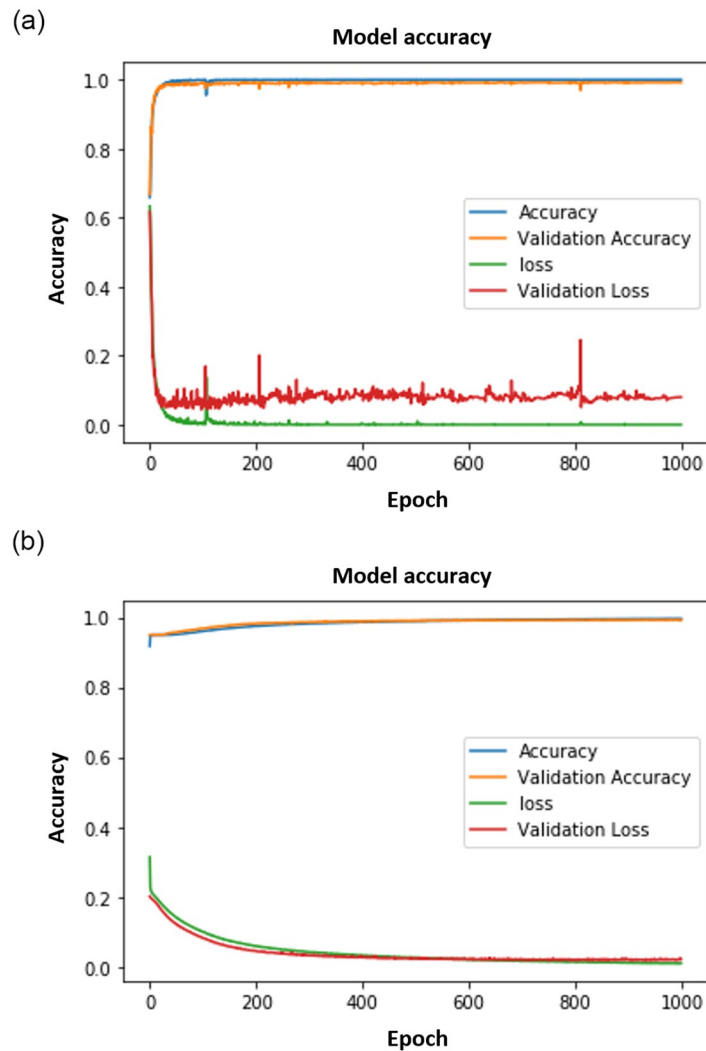 (a)
Model accuracy
1.0
0.8
0.6
0.4
0.2
0.0
Accuracy
Accuracy
Validation Accuracy
loss
Validation Loss
0 200 400 600 800 1000
Epoch
(b)
Model accuracy
1.0
0.8
0.6
0.4
0.2
0.0
Accuracy
Accuracy
Validation Accuracy
loss
Validation Loss
0 200 400 600 800 1000
Epoch